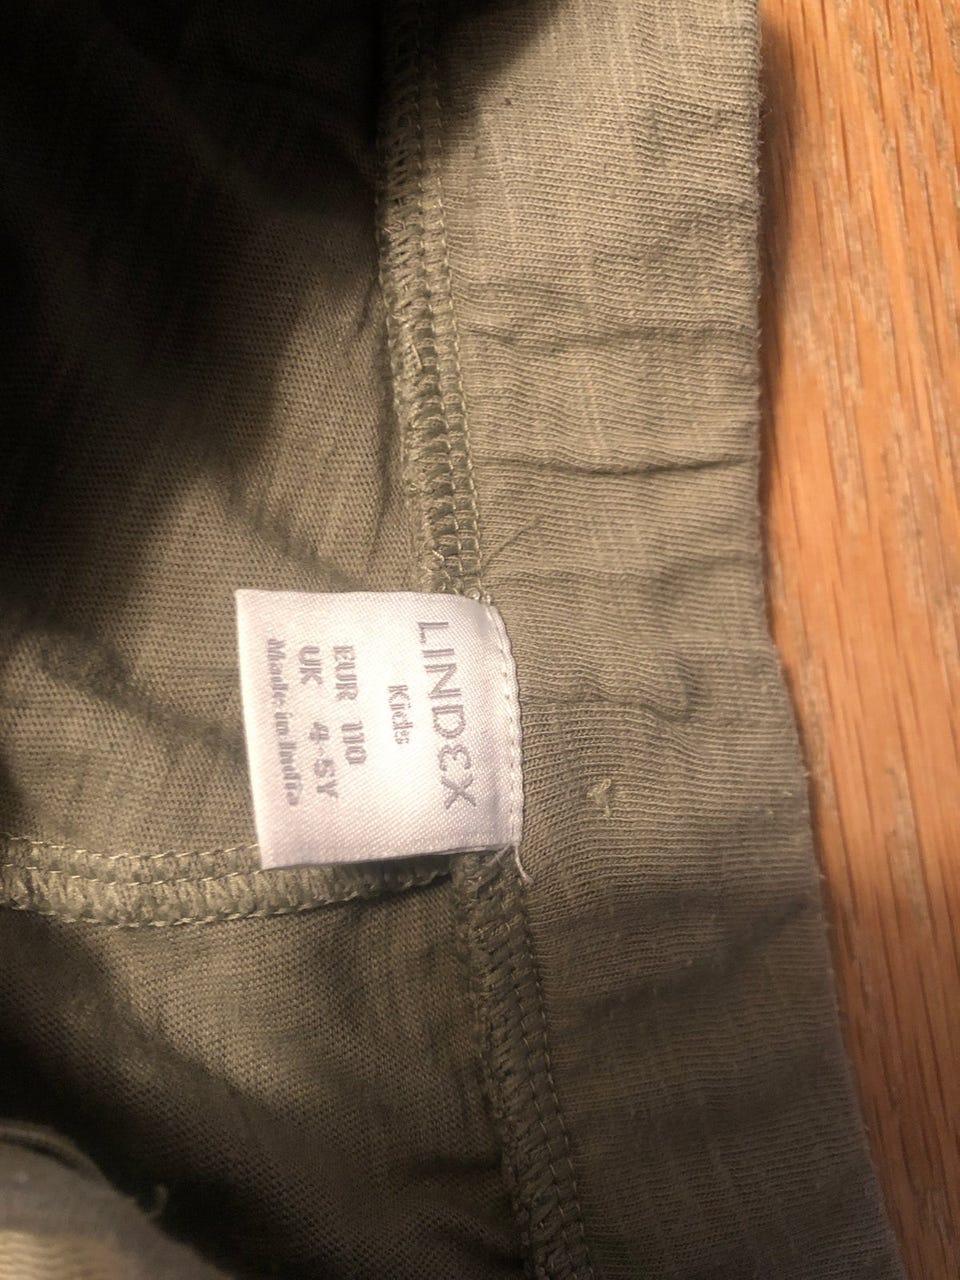 LINDEX
Kids
EUR 110
UK 4-5Y
Made in India